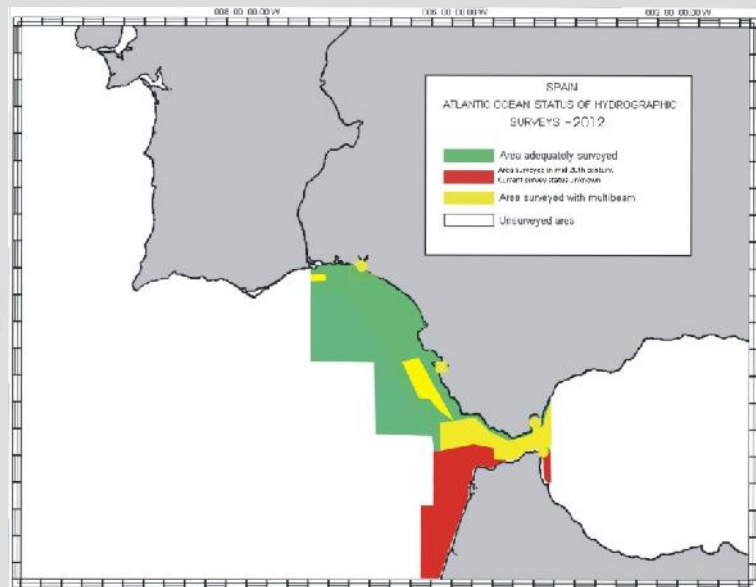 008 00 00.00W 006 00 00.00W 002 00 00.00W
SPAIN
ATLANTIC OCEAN STATUS OF HYDROGRAPHIC
SURVEYS -2012
Area adequately surveyed
Area surveyed in mid 20th century.
Current survey status unknown
Area surveyed with multibeam
Unsurveyed area